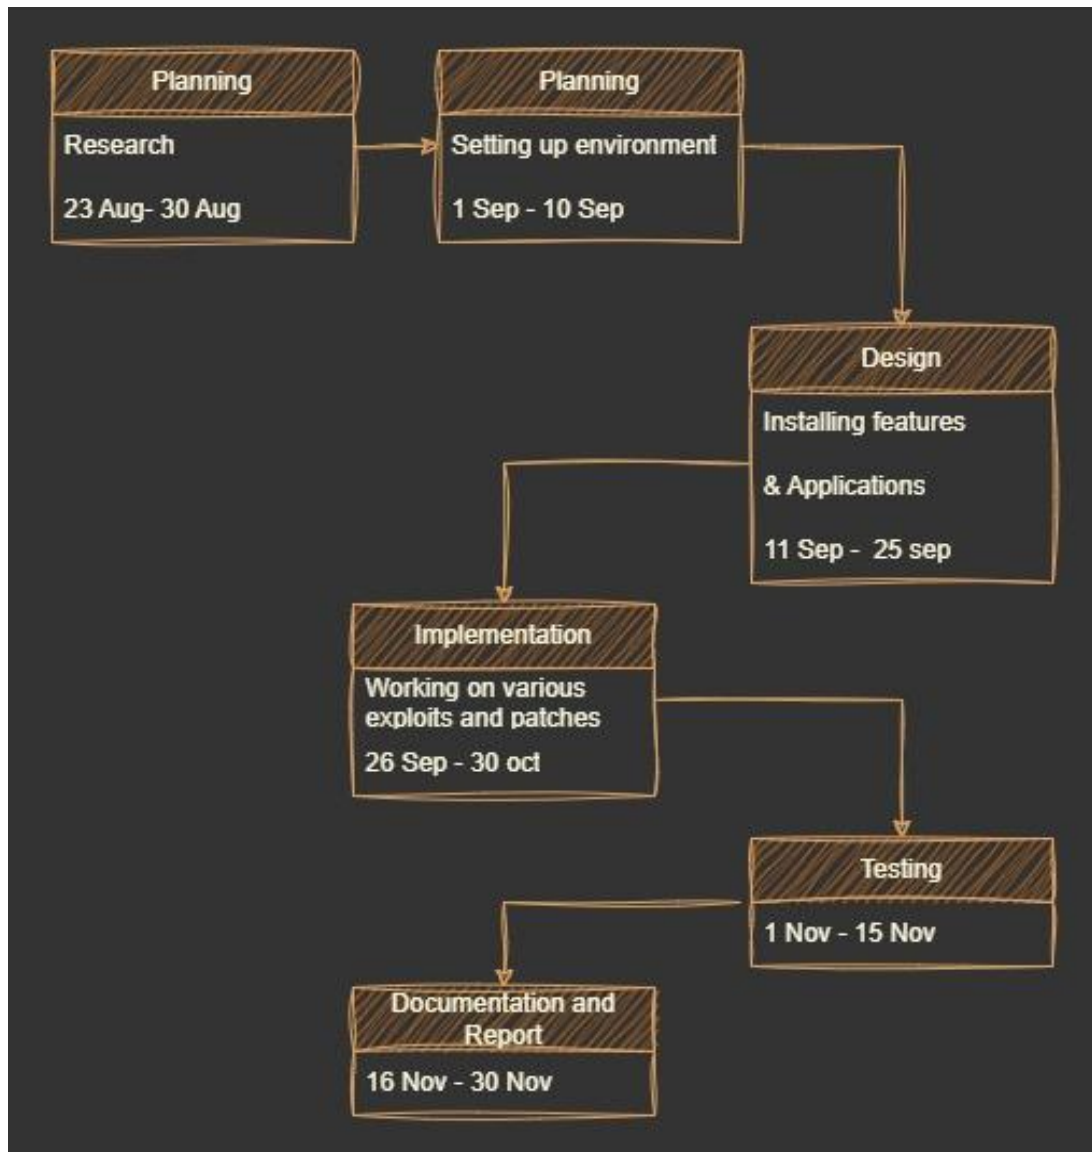 Planning
Research
23 Aug- 30 Aug
Planning
Setting up environment
1 Sep - 10 Sep
Design
Installing features
& Applications
11 Sep -  25 sep
Implementation
Working on various
exploits and patches
26 Sep - 30 oct
Testing
1 Nov - 15 Nov
Documentation and
Report
16 Nov - 30 Nov